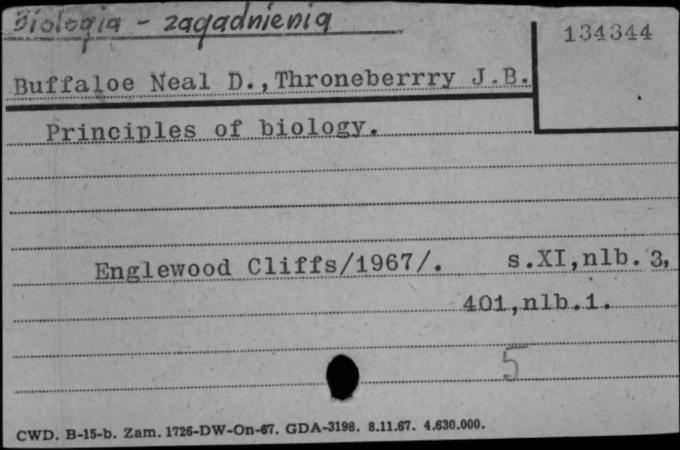 Biologia - zagadnienia
134344
Buffaloe Neal D.,Throneberrry J.B.
Principles of biology.
Englewood Cliffs/1967/. s.XI,nlb.3,
401,nlb.1.
5
CWD. B-15-b. Zam. 1726-DW-On-67. GDA-3198. 8.11.67. 4.630.000.